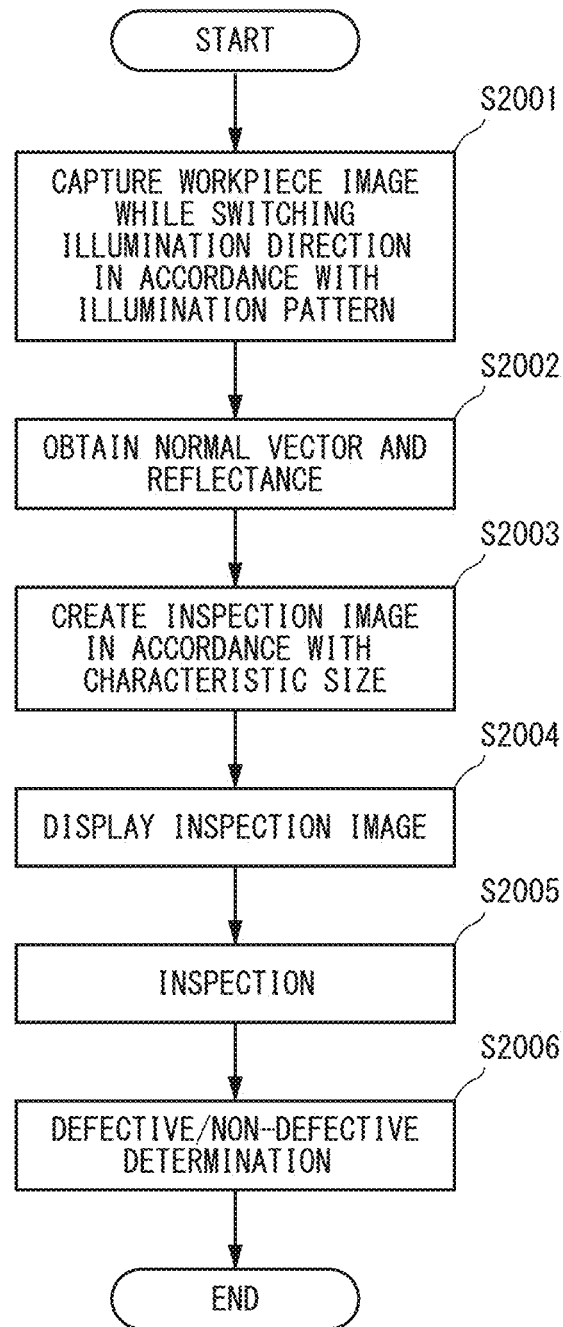 START
S2001
CAPTURE WORKPIECE IMAGE
WHILE SWITCHING
ILLUMINATION DIRECTION
IN ACCORDANCE WITH
ILLUMINATION PATTERN
S2002
OBTAIN NORMAL VECTOR AND
REFLECTANCE
S2003
CREATE INSPECTION IMAGE
IN ACCORDANCE WITH
CHARACTERISTIC SIZE
S2004
DISPLAY INSPECTION IMAGE
S2005
INSPECTION
S2006
DEFECTIVE/NON-DEFECTIVE
DETERMINATION
END